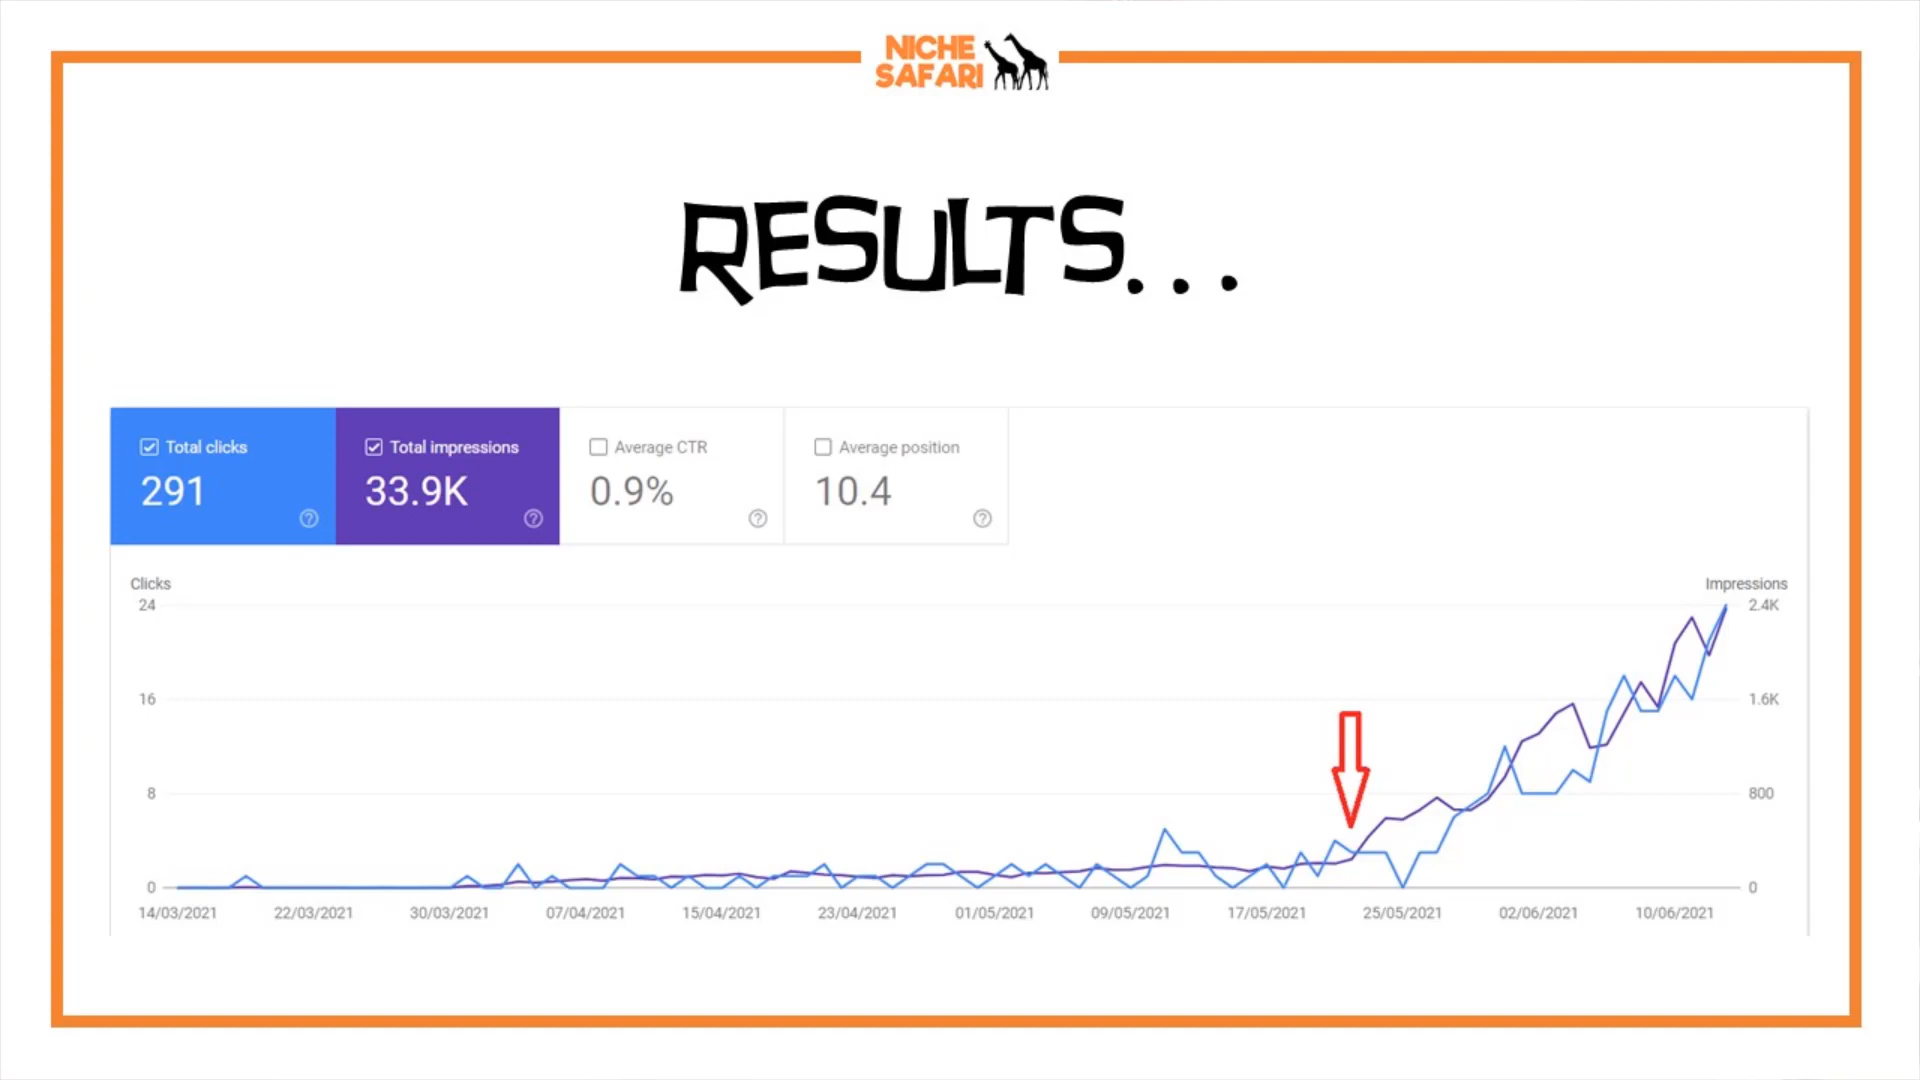 NICHE
SAFARI
RESULTS...
Total clicks
291
Total impressions
33.9K
Average CTR
0.9%
Average position
10.4
Clicks
Impressions
24
2.4K
16
1.6K
8
800
0
0
14/03/2021 22/03/2021 30/03/2021 07/04/2021 15/04/2021 23/04/2021 01/05/2021 09/05/2021 17/05/2021 25/05/2021 02/06/2021 10/06/2021